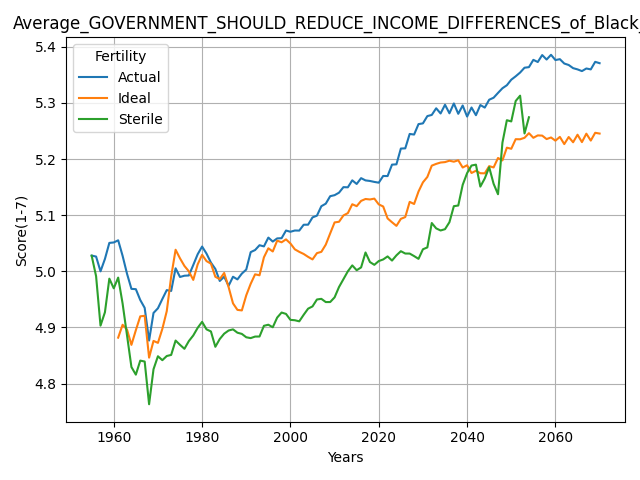 Average_GOVERNMENT_SHOULD_REDUCE_INCOME_DIFFERENCES_of_Black_
Fertility
Actual
Ideal
Sterile
Score(1-7)
5.4
5.3
5.2
5.1
5.0
4.9
4.8
1960 1980 2000 2020 2040 2060
Years